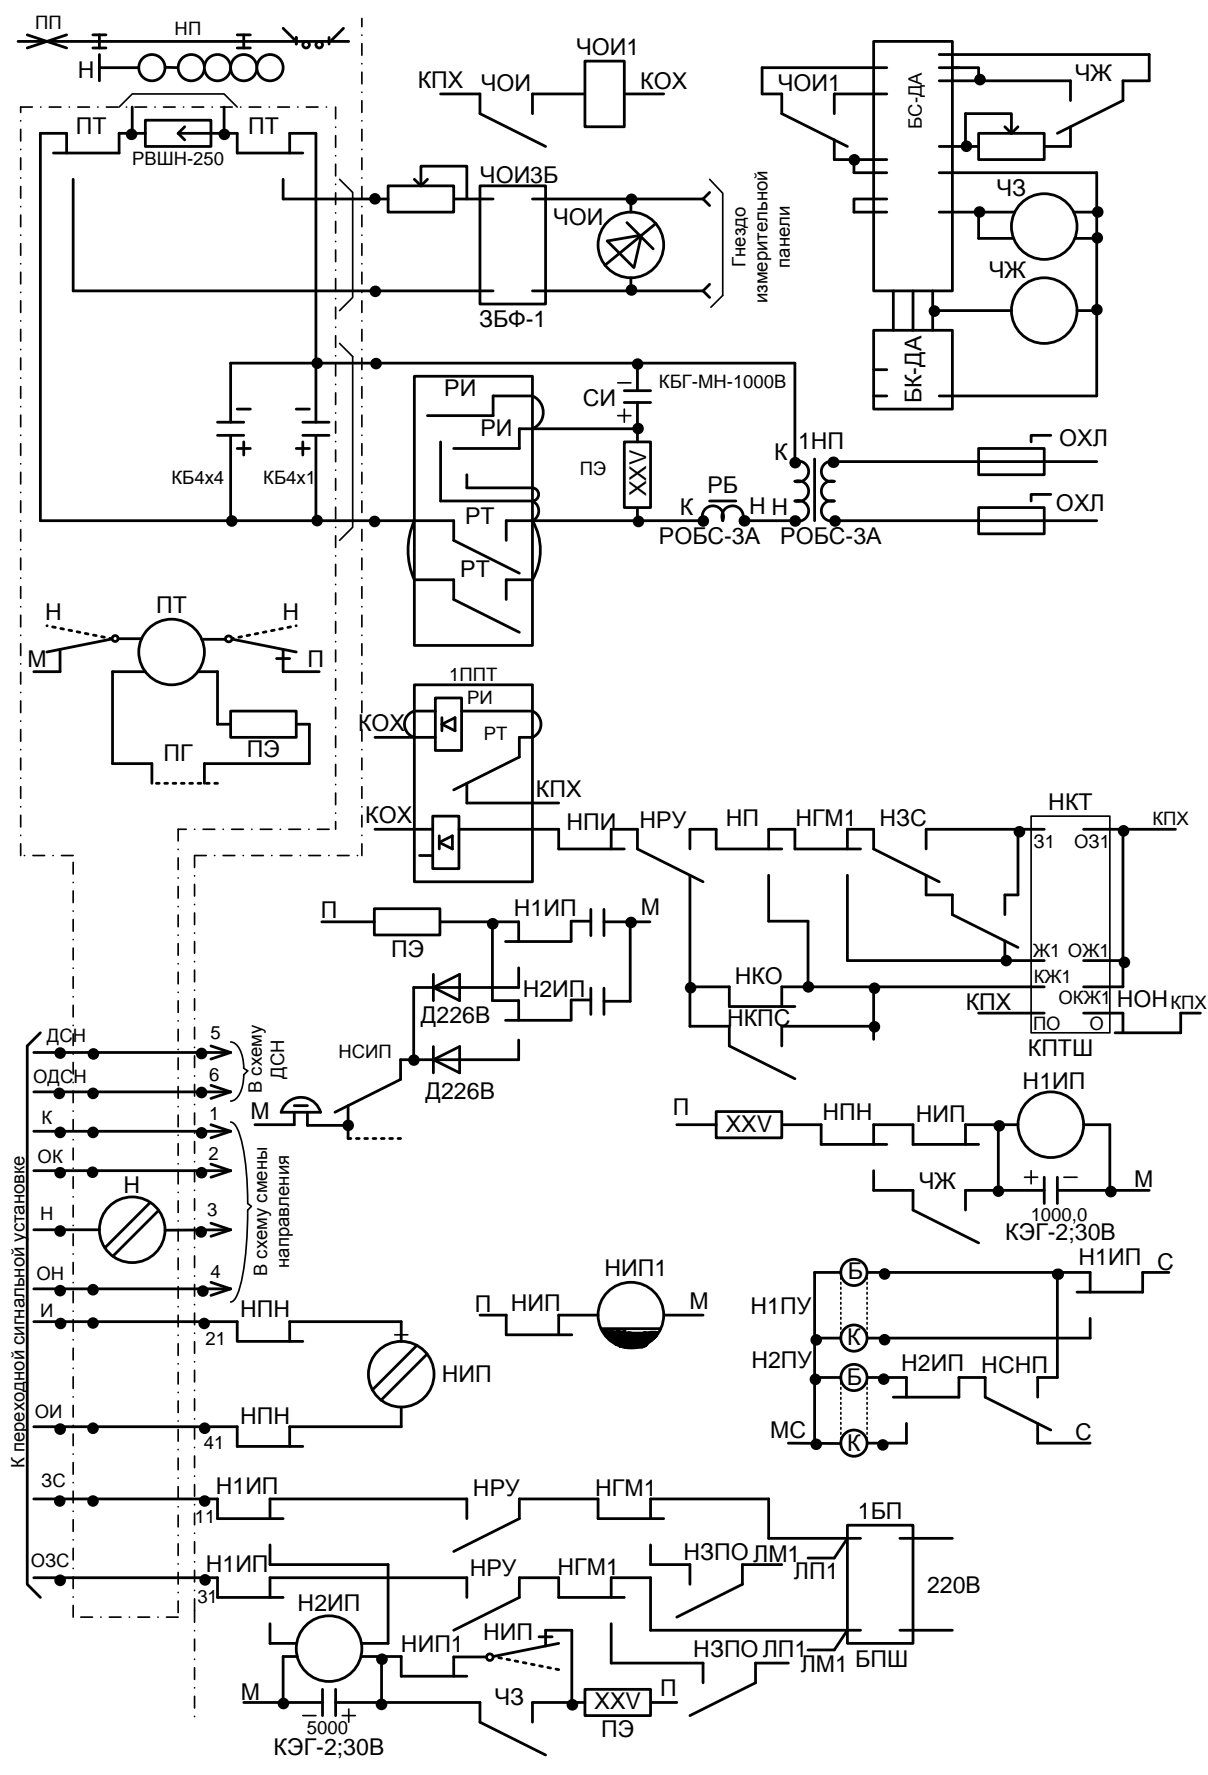 ПП
НП
Н
ПТ
ПТ
РВШН-250
КПХ
ЧОИ
ЧОИ1
КОХ
ЧОИЗБ
ЧОИ
ЗБФ-1
Гнездо
измерительной
панели
ЧОИ1
БС-ДА
ЧЖ
ЧЗ
ЧЖ
БК-ДА
КБ4х4
КБ4х1
−
+
−
+
РИ
РИ
РТ
РТ
СИ
−
+
КБГ-МН-1000В
ПЭ
XXV
К
РБ
Н
РОБС-3А
К
1НП
Н
РОБС-3А
ОХЛ
ОХЛ
Н
ПТ
Н
М
П
ПГ
ПЭ
1ППТ
РИ
КОХ
РТ
КПХ
КОХ
НПИ
НРУ
НП
НГМ1
НЗС
НКТ
З1
ОЗ1
КПХ
Ж1
ОЖ1
КЖ1
ОКЖ1
КПХ
ПО
О
НОН
КПХ
КПТШ
НКО
НКПС
П
ПЭ
Н1ИП
М
Н2ИП
Д226В
НСИП
Д226В
М
К переходной сигнальной установке
ДСН
5
ОДСН
6
В схему
ДСН
К
1
ОК
2
Н
Н
3
ОН
4
В схему смены
направления
И
21
НПН
+
НИП
ОИ
41
НПН
П
XXV
НПН
НИП
Н1ИП
ЧЖ
+
−
М
1000,0
КЭГ-2;30В
П
НИП
НИП1
М
Н1ПУ
Б
К
Н1ИП
С
Н2ПУ
Б
Н2ИП
НСНП
МС
К
С
ЗС
11
Н1ИП
НРУ
НГМ1
НЗПО
ЛМ1
ЛП1
1БП
220В
БПШ
ОЗС
31
Н1ИП
НРУ
НГМ1
НЗПО
ЛП1
ЛМ1
Н2ИП
НИП1
НИП
М
−
+
5000
КЭГ-2;30В
ЧЗ
XXV
П
ПЭ